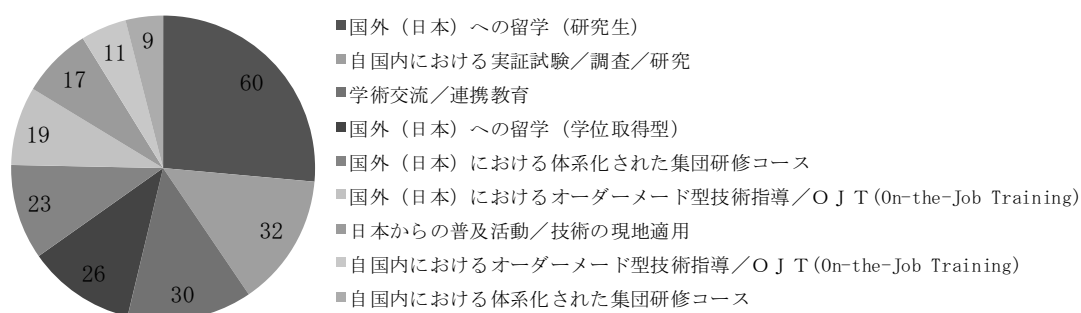 60
32
30
26
23
19
17
11
9
国外（日本）への留学（研究生）
自国内における実証試験／調査／研究
学術交流／連携教育
国外（日本）への留学（学位取得型）
国外（日本）における体系化された集団研修コース
国外（日本）におけるオーダーメード型技術指導／ＯＪＴ(On-the-Job Training)
日本からの普及活動／技術の現地適用
自国内におけるオーダーメード型技術指導／ＯＪＴ(On-the-Job Training)
自国内における体系化された集団研修コース